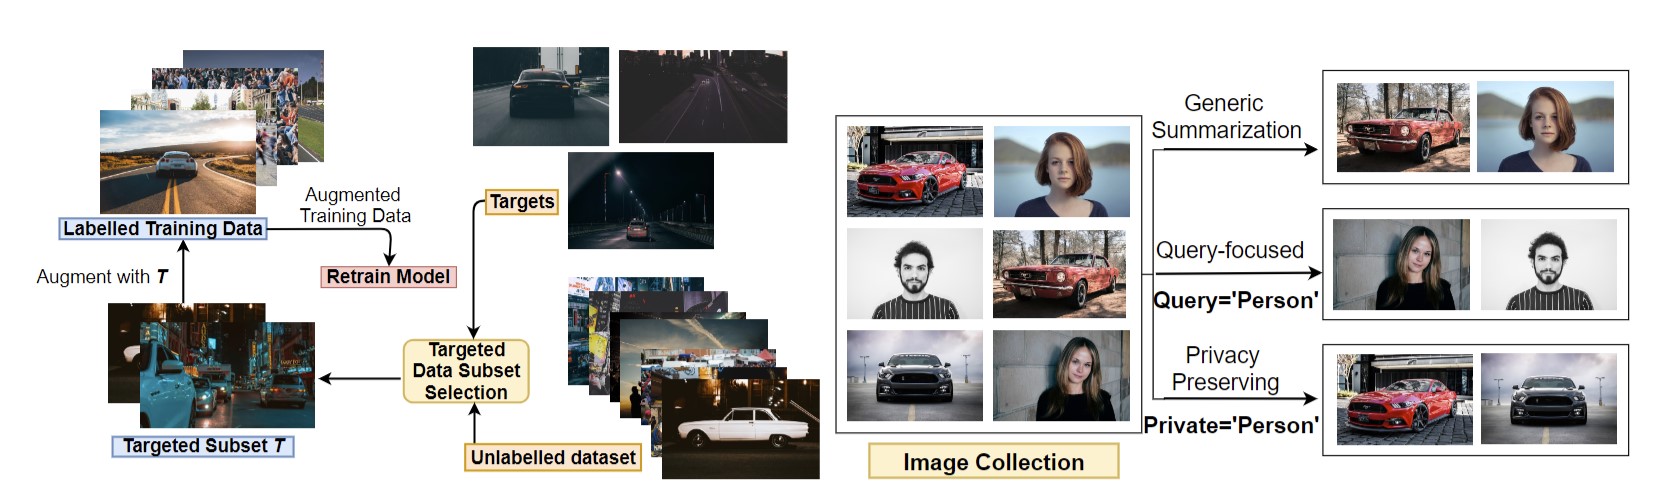 Labelled Training Data
Augmented
Training Data
Retrain Model
Augment with T
Targeted Subset T
Targets
Targeted
Data Subset
Selection
Unlabelled dataset
Image Collection
Generic
Summarization
Query-focused
Query='Person'
Privacy
Preserving
Private='Person'